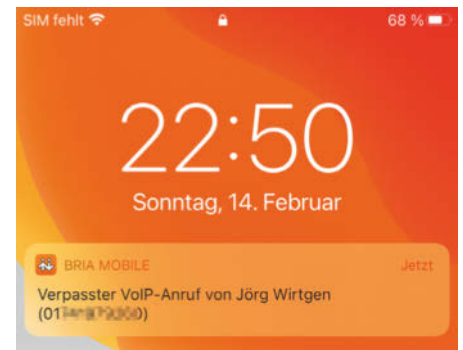 SIM fehlt 68 %
22:50
Sonntag, 14. Februar
BRIA MOBILE Jetzt
Verpasster VoIP-Anruf von Jörg Wirtgen